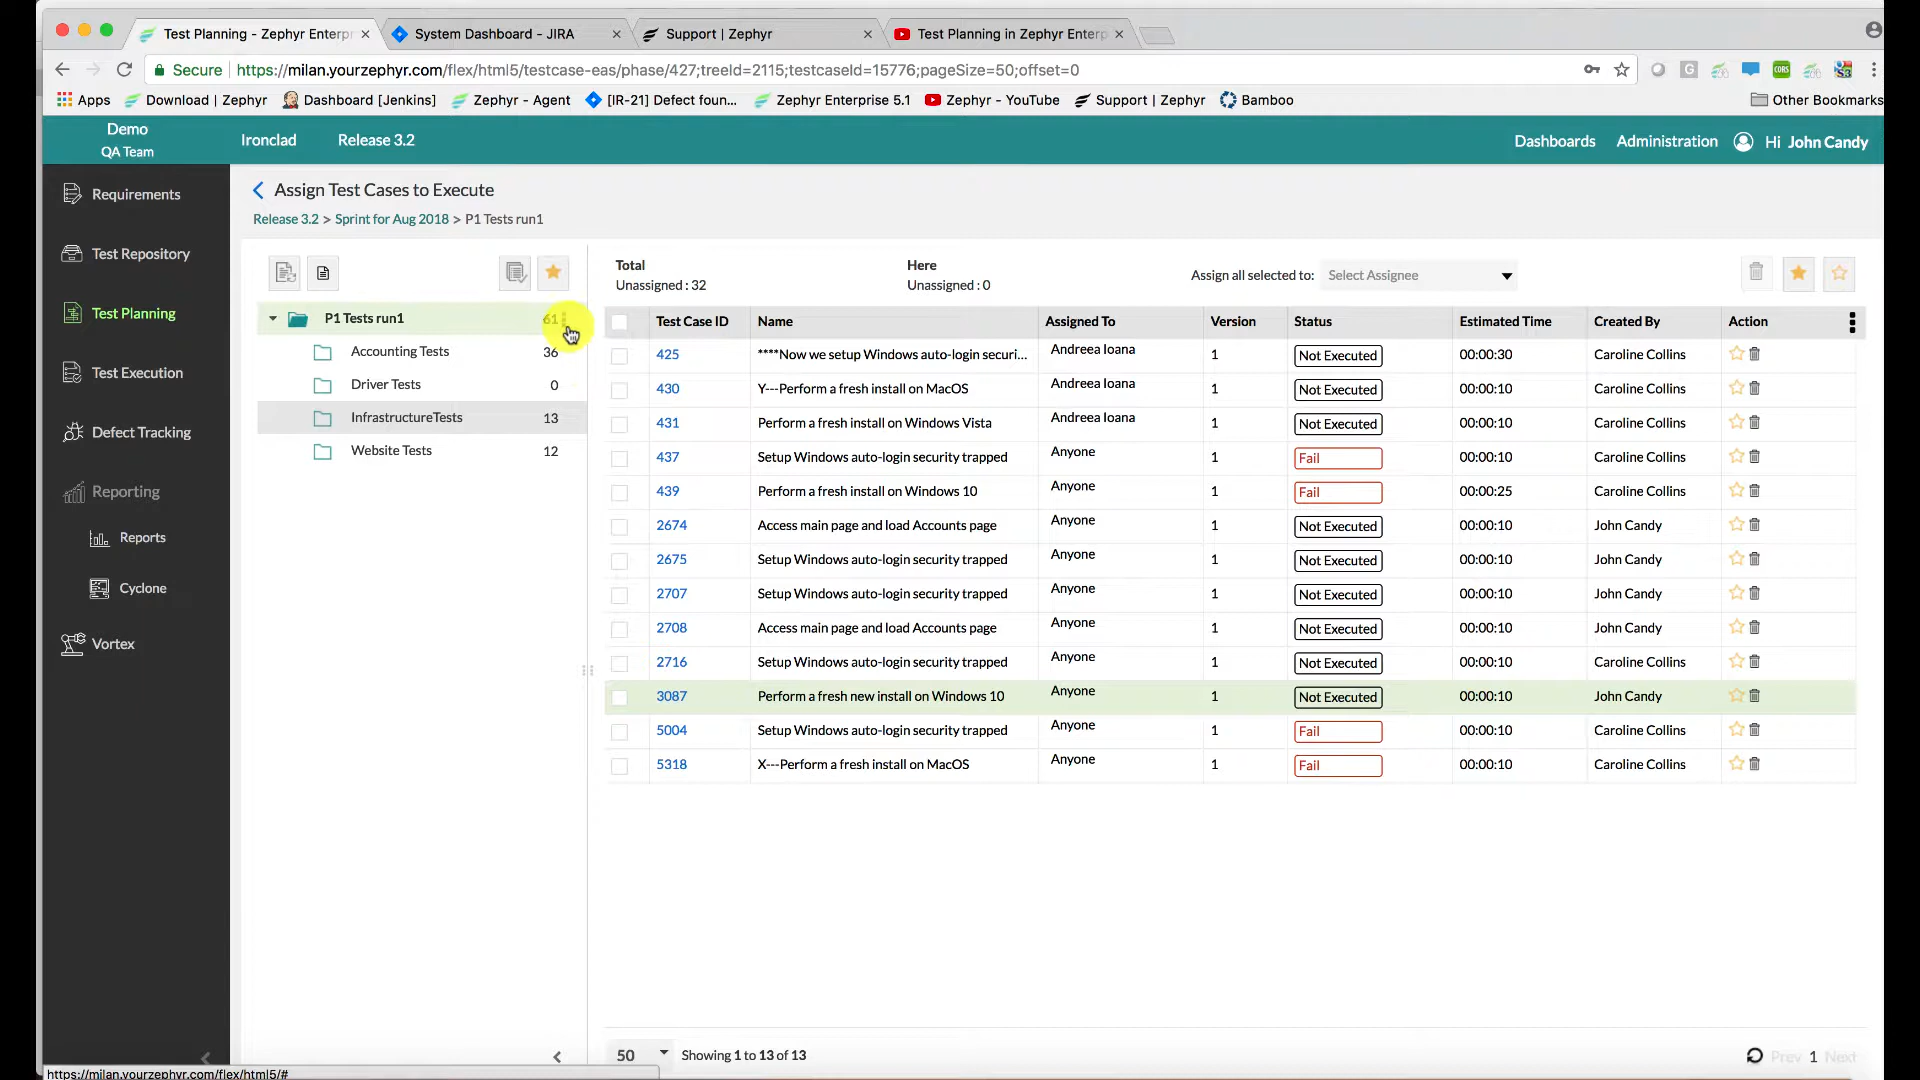 Test Planning - Zephyr Enterp
System Dashboard - JIRA
Support | Zephyr
Test Planning in Zephyr Enterp
Secure
https://milan.yourzephyr.com/flex/html5/testcase-eas/phase/427;treeId=2115;testcaseId=15776;pageSize=50;offset=0
Apps
Download | Zephyr
Dashboard [Jenkins]
Zephyr - Agent
[IR-21] Defect foun...
Zephyr Enterprise 5.1
Zephyr - YouTube
Support | Zephyr
Bamboo
Other Bookmarks
Demo
QA Team
Ironclad
Release 3.2
Dashboards
Administration
Hi John Candy
Requirements
Test Repository
Test Planning
Test Execution
Defect Tracking
Reporting
Reports
Cyclone
Vortex
Assign Test Cases to Execute
Release 3.2 > Sprint for Aug 2018 > P1 Tests run1
P1 Tests run1 61
Accounting Tests 36
Driver Tests 0
InfrastructureTests 13
Website Tests 12
Total
Unassigned : 32
Here
Unassigned : 0
Assign all selected to: Select Assignee
Test Case ID Name Assigned To Version Status Estimated Time Created By Action
425 ****Now we setup Windows auto-login securi... Andreea Ioana 1 Not Executed 00:00:30 Caroline Collins
430 Y---Perform a fresh install on MacOS Andreea Ioana 1 Not Executed 00:00:10 Caroline Collins
431 Perform a fresh install on Windows Vista Andreea Ioana 1 Not Executed 00:00:10 Caroline Collins
437 Setup Windows auto-login security trapped Anyone 1 Fail 00:00:10 Caroline Collins
439 Perform a fresh install on Windows 10 Anyone 1 Fail 00:00:25 Caroline Collins
2674 Access main page and load Accounts page Anyone 1 Not Executed 00:00:10 John Candy
2675 Setup Windows auto-login security trapped Anyone 1 Not Executed 00:00:10 John Candy
2707 Setup Windows auto-login security trapped Anyone 1 Not Executed 00:00:10 John Candy
2708 Access main page and load Accounts page Anyone 1 Not Executed 00:00:10 John Candy
2716 Setup Windows auto-login security trapped Anyone 1 Not Executed 00:00:10 Caroline Collins
3087 Perform a fresh new install on Windows 10 Anyone 1 Not Executed 00:00:10 John Candy
5004 Setup Windows auto-login security trapped Anyone 1 Fail 00:00:10 Caroline Collins
5318 X---Perform a fresh install on MacOS Anyone 1 Fail 00:00:10 Caroline Collins
50 Showing 1 to 13 of 13
Prev 1 Next
https://milan.yourzephyr.com/flex/html5/#